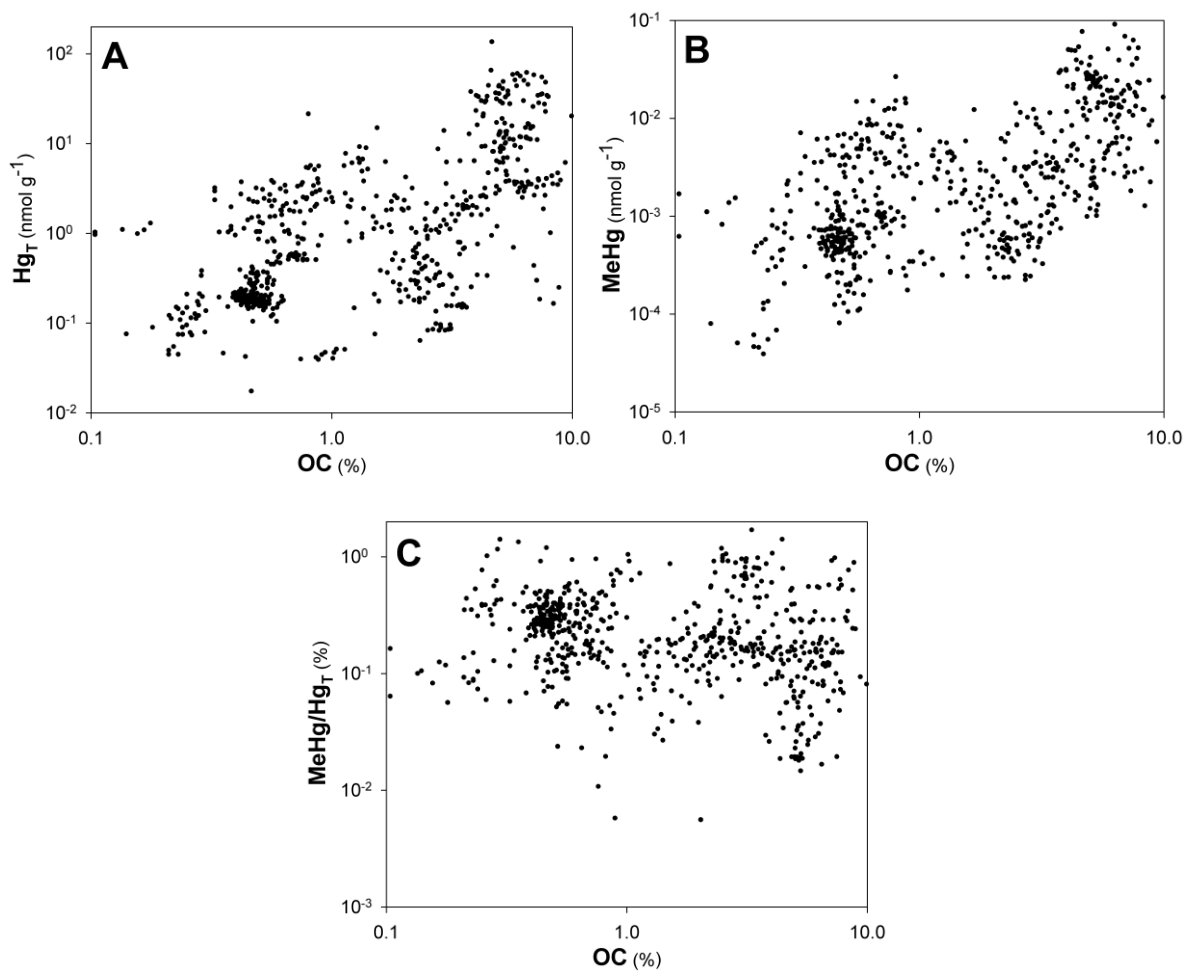 A
Hg_T (nmol g⁻¹)
10²
10¹
10⁰
10⁻¹
10⁻²
0.1 1.0 10.0
OC (%)
B
MeHg (nmol g⁻¹)
10⁻¹
10⁻²
10⁻³
10⁻⁴
10⁻⁵
0.1 1.0 10.0
OC (%)
C
MeHg/Hg_T (%)
10⁰
10⁻¹
10⁻²
10⁻³
0.1 1.0 10.0
OC (%)